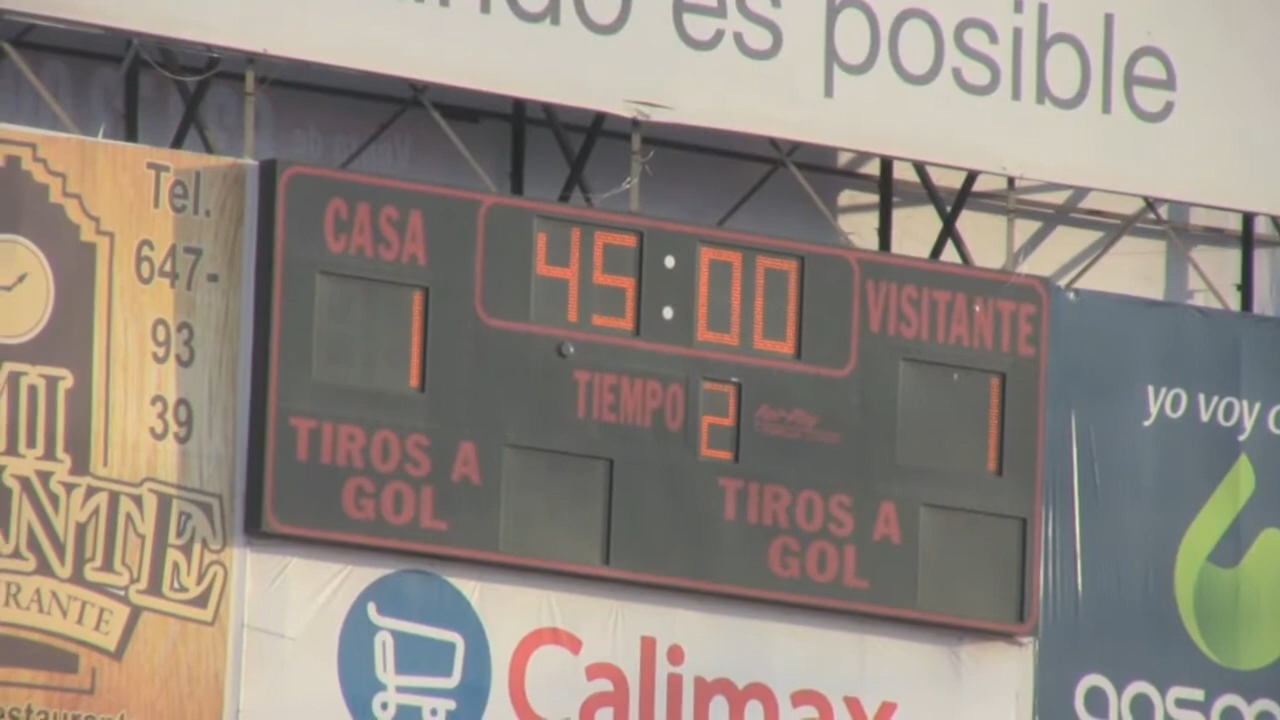 es posible
Tel.
647-
93
39
CASA
45:00
VISITANTE
1
1
TIEMPO 2
TIROS A
GOL
TIROS A
GOL
yo voy
Calimax